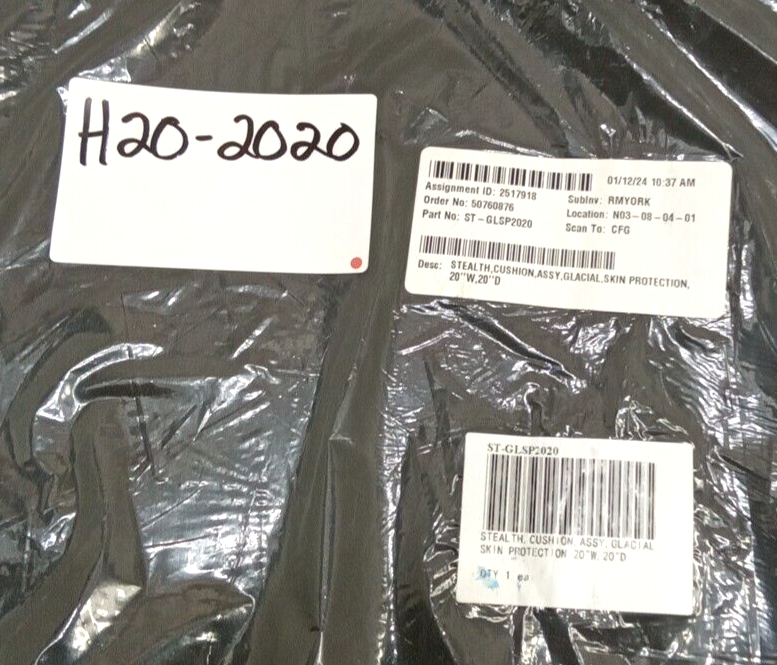 H20-2020
01/12/24 10:37 AM
Assignment ID: 2517918
SubInv: RMYORK
Order No: 50760876
Location: N03-08-04-01
Part No: ST-GLSP2020
Scan To: CFG
Desc: STEALTH,CUSHION,ASSY,GLACIAL,SKIN PROTECTION,
20"W,20"D
ST-GLSP2020
STEALTH, CUSHION, ASSY, GLACIAL
SKIN PROTECTION 20"W, 20"D
QTY 1 ea